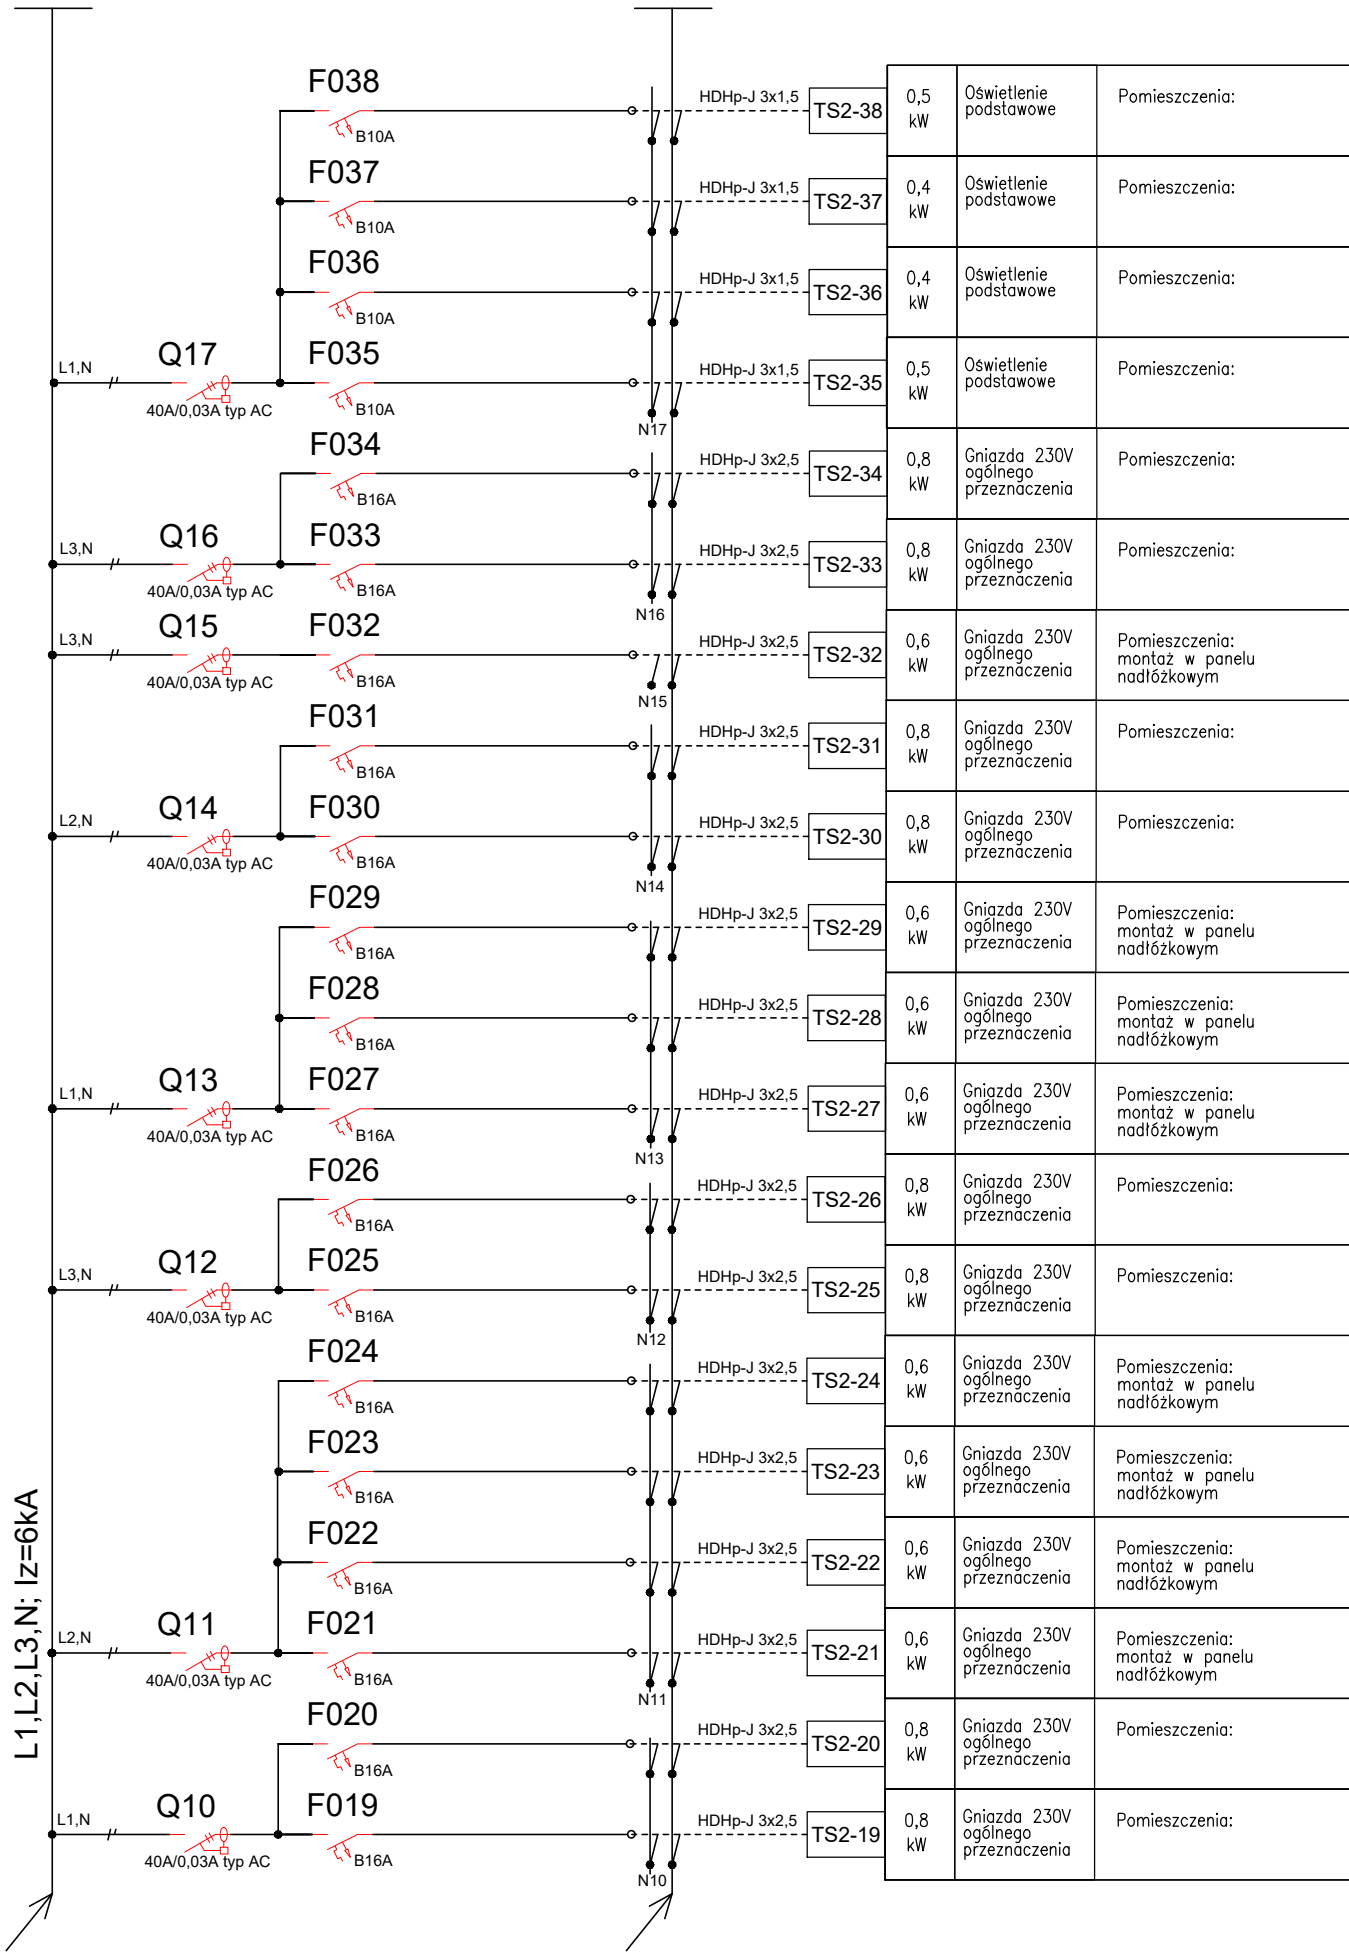 F038
B10A
HDHp-J 3x1,5
TS2-38
0,5
kW
Oświetlenie
podstawowe
Pomieszczenia:
F037
B10A
HDHp-J 3x1,5
TS2-37
0,4
kW
Oświetlenie
podstawowe
Pomieszczenia:
F036
B10A
HDHp-J 3x1,5
TS2-36
0,4
kW
Oświetlenie
podstawowe
Pomieszczenia:
L1,N
Q17
40A/0,03A typ AC
F035
B10A
N17
HDHp-J 3x1,5
TS2-35
0,5
kW
Oświetlenie
podstawowe
Pomieszczenia:
F034
B16A
HDHp-J 3x2,5
TS2-34
0,8
kW
Gniazda 230V
ogólnego
przeznaczenia
Pomieszczenia:
L3,N
Q16
40A/0,03A typ AC
F033
B16A
N16
HDHp-J 3x2,5
TS2-33
0,8
kW
Gniazda 230V
ogólnego
przeznaczenia
Pomieszczenia:
L3,N
Q15
40A/0,03A typ AC
F032
B16A
N15
HDHp-J 3x2,5
TS2-32
0,6
kW
Gniazda 230V
ogólnego
przeznaczenia
Pomieszczenia:
montaż w panelu
nadłóżkowym
F031
B16A
HDHp-J 3x2,5
TS2-31
0,8
kW
Gniazda 230V
ogólnego
przeznaczenia
Pomieszczenia:
L2,N
Q14
40A/0,03A typ AC
F030
B16A
N14
HDHp-J 3x2,5
TS2-30
0,8
kW
Gniazda 230V
ogólnego
przeznaczenia
Pomieszczenia:
F029
B16A
HDHp-J 3x2,5
TS2-29
0,6
kW
Gniazda 230V
ogólnego
przeznaczenia
Pomieszczenia:
montaż w panelu
nadłóżkowym
F028
B16A
HDHp-J 3x2,5
TS2-28
0,6
kW
Gniazda 230V
ogólnego
przeznaczenia
Pomieszczenia:
montaż w panelu
nadłóżkowym
L1,N
Q13
40A/0,03A typ AC
F027
B16A
N13
HDHp-J 3x2,5
TS2-27
0,6
kW
Gniazda 230V
ogólnego
przeznaczenia
Pomieszczenia:
montaż w panelu
nadłóżkowym
F026
B16A
HDHp-J 3x2,5
TS2-26
0,8
kW
Gniazda 230V
ogólnego
przeznaczenia
Pomieszczenia:
L3,N
Q12
40A/0,03A typ AC
F025
B16A
N12
HDHp-J 3x2,5
TS2-25
0,8
kW
Gniazda 230V
ogólnego
przeznaczenia
Pomieszczenia:
F024
B16A
HDHp-J 3x2,5
TS2-24
0,6
kW
Gniazda 230V
ogólnego
przeznaczenia
Pomieszczenia:
montaż w panelu
nadłóżkowym
F023
B16A
HDHp-J 3x2,5
TS2-23
0,6
kW
Gniazda 230V
ogólnego
przeznaczenia
Pomieszczenia:
montaż w panelu
nadłóżkowym
L1,L2,L3,N; Iz=6kA
F022
B16A
HDHp-J 3x2,5
TS2-22
0,6
kW
Gniazda 230V
ogólnego
przeznaczenia
Pomieszczenia:
montaż w panelu
nadłóżkowym
L2,N
Q11
40A/0,03A typ AC
F021
B16A
N11
HDHp-J 3x2,5
TS2-21
0,6
kW
Gniazda 230V
ogólnego
przeznaczenia
Pomieszczenia:
montaż w panelu
nadłóżkowym
F020
B16A
HDHp-J 3x2,5
TS2-20
0,8
kW
Gniazda 230V
ogólnego
przeznaczenia
Pomieszczenia:
L1,N
Q10
40A/0,03A typ AC
F019
B16A
N10
HDHp-J 3x2,5
TS2-19
0,8
kW
Gniazda 230V
ogólnego
przeznaczenia
Pomieszczenia: